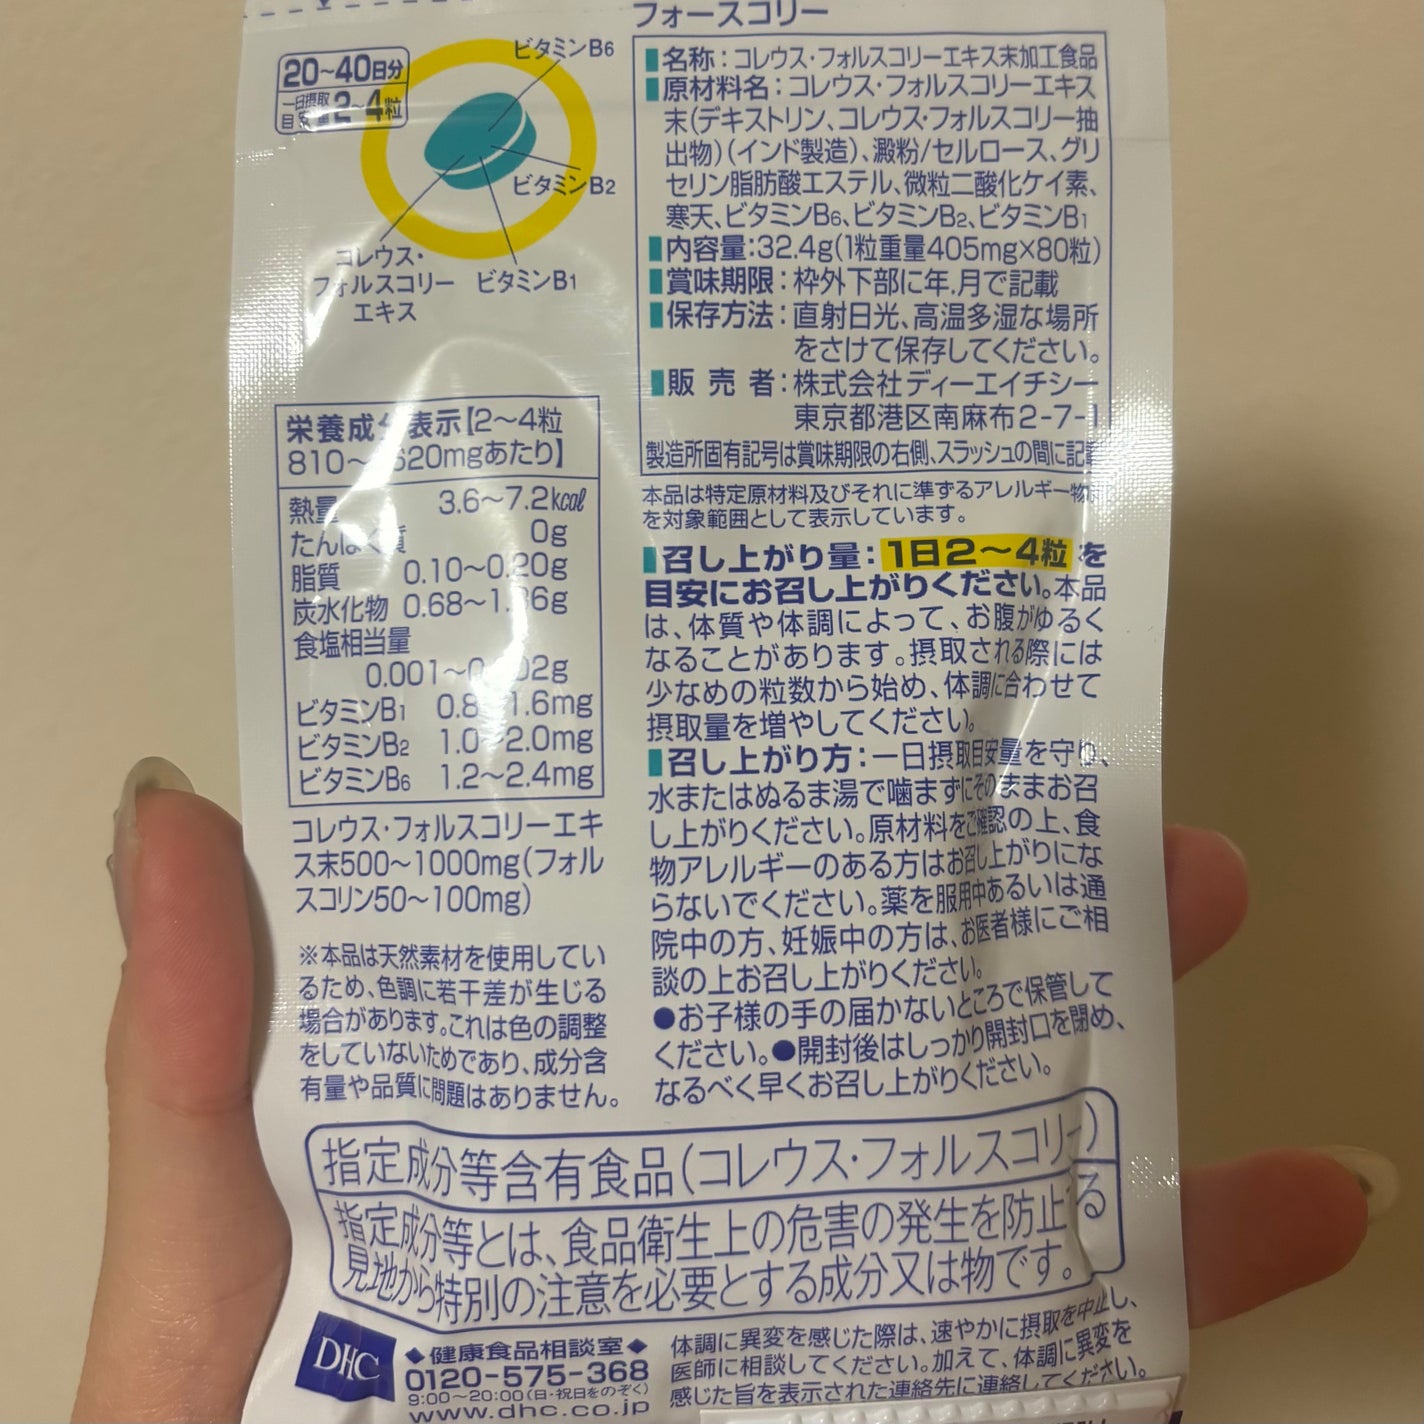 フォースコリー
20〜40日分
一日摂取
目安量
2〜4粒
ビタミンB6
ビタミンB2
コレウス・
フォルスコリー
エキス
ビタミンB1
■名称：コレウス・フォルスコリーエキス末加工食品
■原材料名：コレウス・フォルスコリーエキス
末(デキストリン、コレウス・フォルスコリー抽
出物)(インド製造)、澱粉/セルロース、グリ
セリン脂肪酸エステル、微粒二酸化ケイ素、
寒天、ビタミンB6、ビタミンB2、ビタミンB1
■内容量：32.4g(1粒重量405mg×80粒)
■賞味期限：枠外下部に年.月で記載
■保存方法：直射日光、高温多湿な場所
をさけて保存してください。
■販売者：株式会社ディーエイチシー
東京都港区南麻布2-7-1
製造所固有記号は賞味期限の右側、スラッシュの間に記載
本品は特定原材料及びそれに準ずるアレルギー物質
を対象範囲として表示しています。
■召し上がり量：1日2〜4粒を
目安にお召し上がりください。本品
は、体質や体調によって、お腹がゆるく
なることがあります。摂取される際には
少なめの粒数から始め、体調に合わせて
摂取量を増やしてください。
■召し上がり方：一日摂取目安量を守り、
水またはぬるま湯で噛まずにそのままお召
し上がりください。原材料をご確認の上、食
物アレルギーのある方はお召し上がりにな
らないでください。薬を服用中あるいは通
院中の方、妊娠中の方は、お医者様にご相
談の上お召し上がりください。
●お子様の手の届かないところで保管して
ください。●開封後はしっかり開封口を閉め、
なるべく早くお召し上がりください。
栄養成分表示【2〜4粒
810〜1620mgあたり】
熱量 3.6〜7.2kcal
たんぱく質 0g
脂質 0.10〜0.20g
炭水化物 0.68〜1.36g
食塩相当量
0.001〜0.002g
ビタミンB1 0.8〜1.6mg
ビタミンB2 1.0〜2.0mg
ビタミンB6 1.2〜2.4mg
コレウス・フォルスコリーエキ
ス末500〜1000mg(フォル
スコリン50〜100mg)
※本品は天然素材を使用してい
るため、色調に若干差が生じる
場合があります。これは色の調整
をしていないためであり、成分含
有量や品質に問題はありません。
指定成分等含有食品(コレウス・フォルスコリー)
指定成分等とは、食品衛生上の危害の発生を防止する
見地から特別の注意を必要とする成分又は物です。
DHC
◆健康食品相談室◆
0120-575-368
9:00〜20:00(日・祝日をのぞく)
www.dhc.co.jp
体調に異変を感じた際は、速やかに摂取を中止し、
医師に相談してください。加えて、体調に異変を
感じた旨を表示された連絡先に連絡してください。